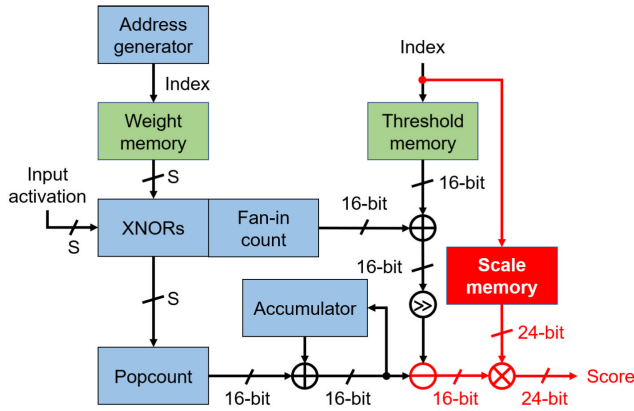 Address
generator
Index
Index
Weight
memory
Threshold
memory
S
16-bit
Input
activation
S
XNORs
Fan-in
count
16-bit
16-bit
Scale
memory
S
Accumulator
≫
24-bit
Popcount
16-bit
16-bit
16-bit
24-bit
Score